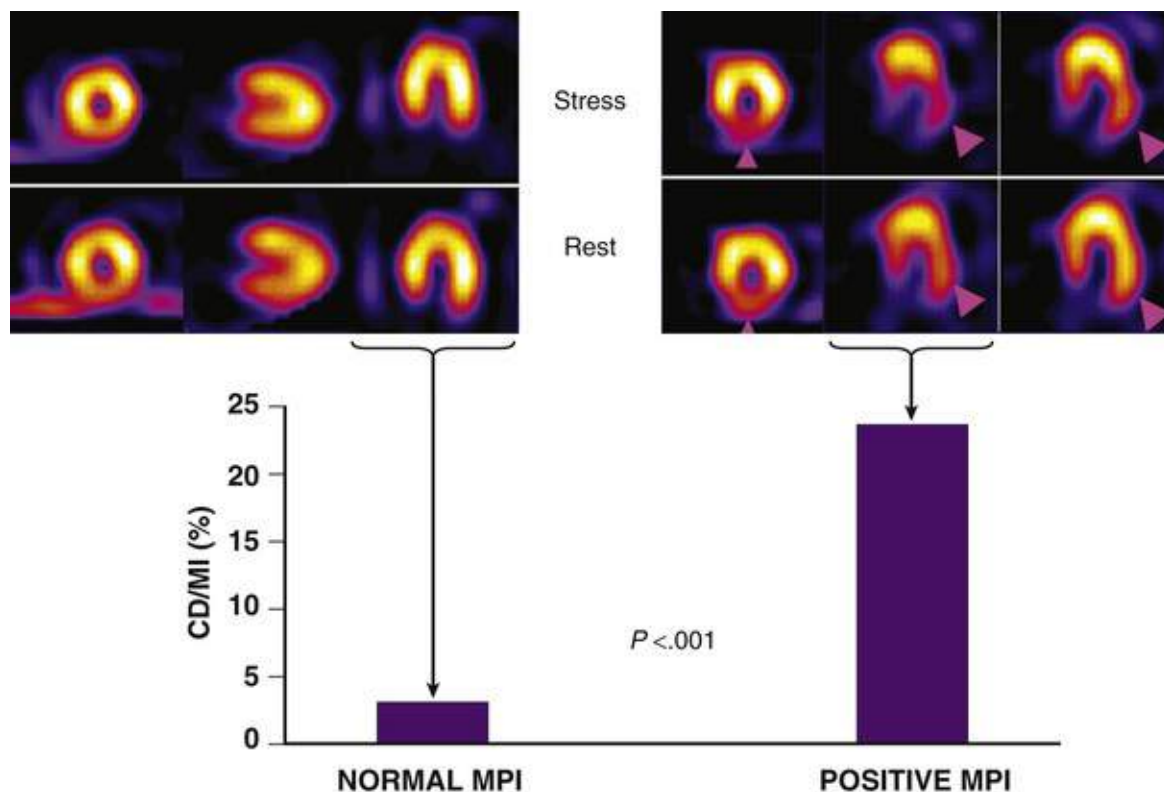 Stress
Rest
25
20
15
10
5
0
CD/MI (%)
P <.001
NORMAL MPI
POSITIVE MPI